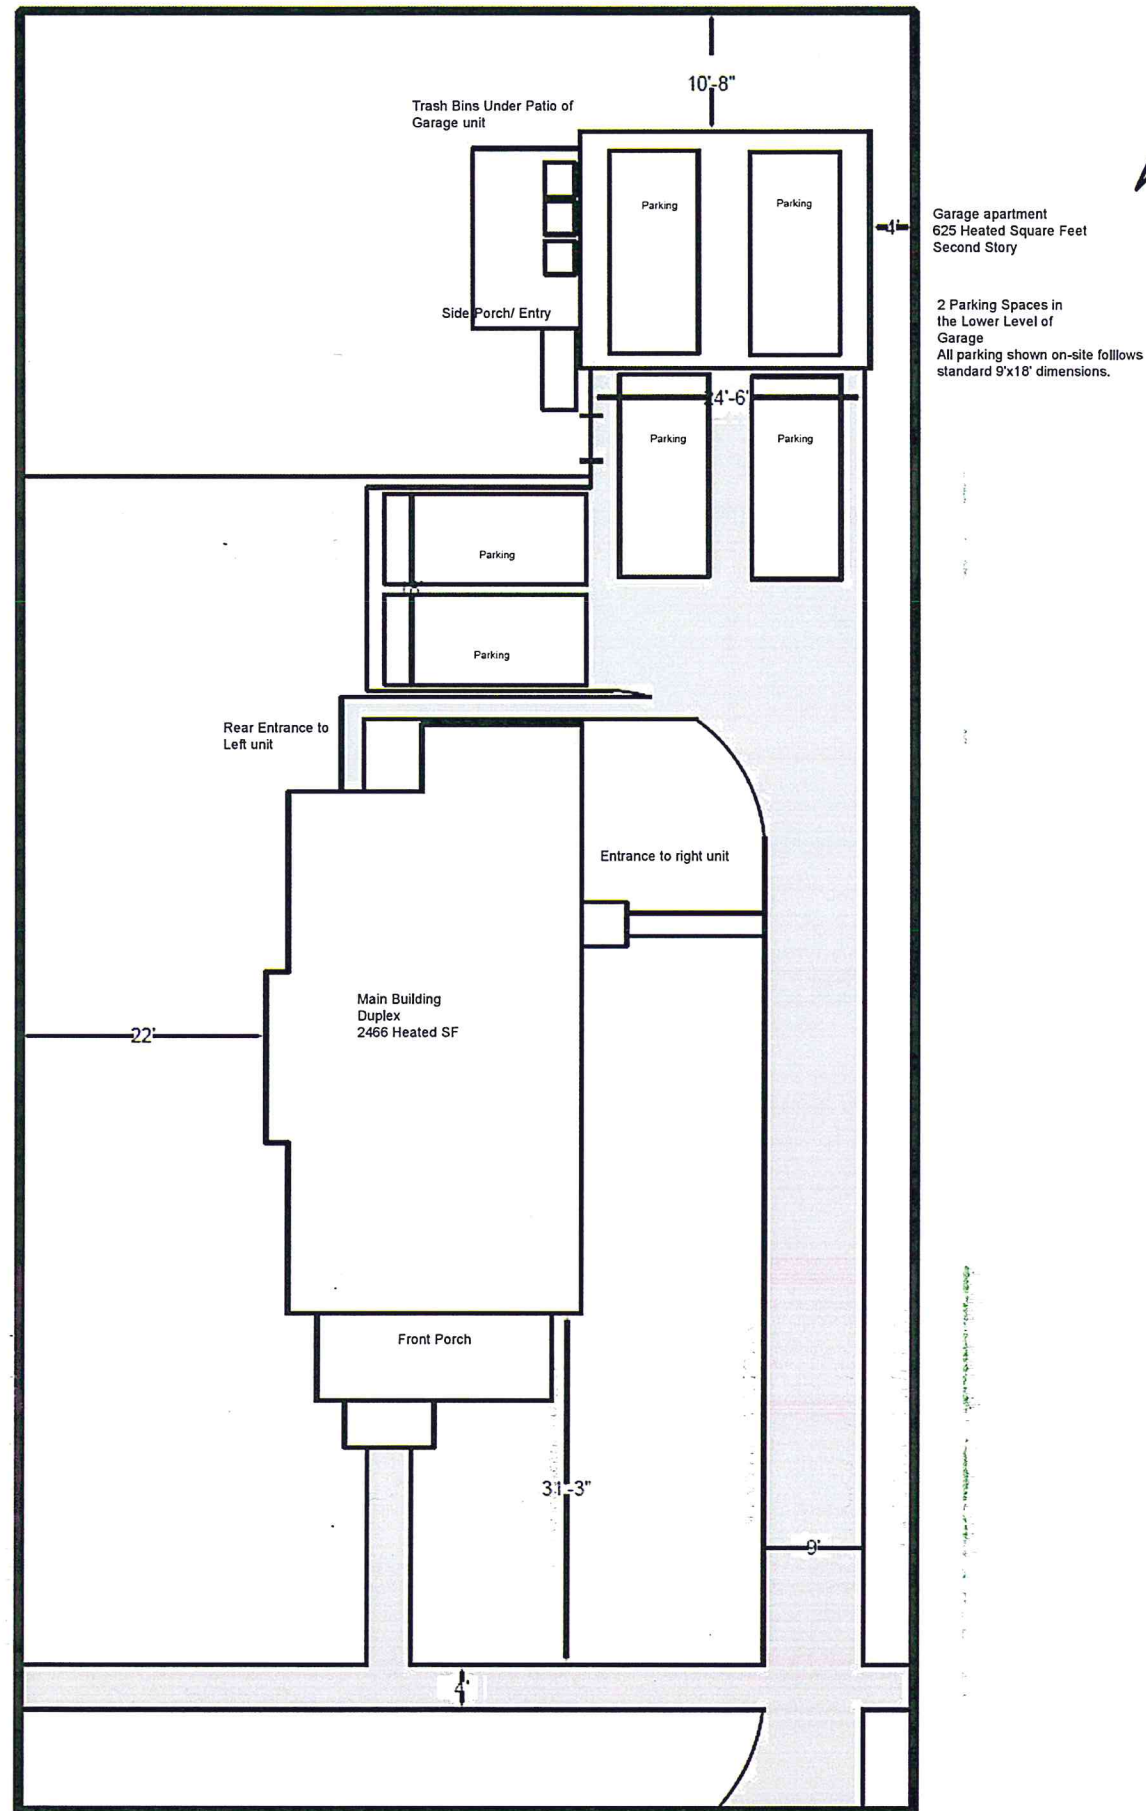 10'-8"
Trash Bins Under Patio of
Garage unit
Parking
Parking
4'
Garage apartment
625 Heated Square Feet
Second Story
2 Parking Spaces in
the Lower Level of
Garage
All parking shown on-site folllows
standard 9'x18' dimensions.
Side Porch/ Entry
24'-6"
Parking
Parking
Parking
Parking
Rear Entrance to
Left unit
Entrance to right unit
Main Building
Duplex
2466 Heated SF
22'
Front Porch
31'-3"
9'
4'